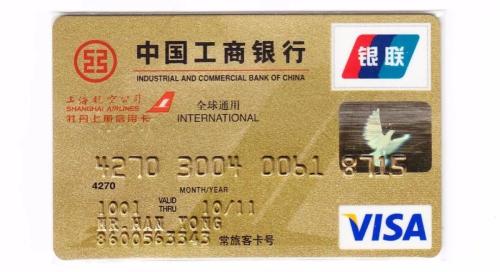 中国工商银行
INDUSTRIAL AND COMMERCIAL BANK OF CHINA
银联
上海航空公司
SHANGHAI AIRLINES
牡丹上航信用卡
全球通用
INTERNATIONAL
4270 3004 0061 8715
4270
MONTH/YEAR
1001 VALID THRU 10/11
MR.HAN YONG
8600563343 常旅客卡号
VISA